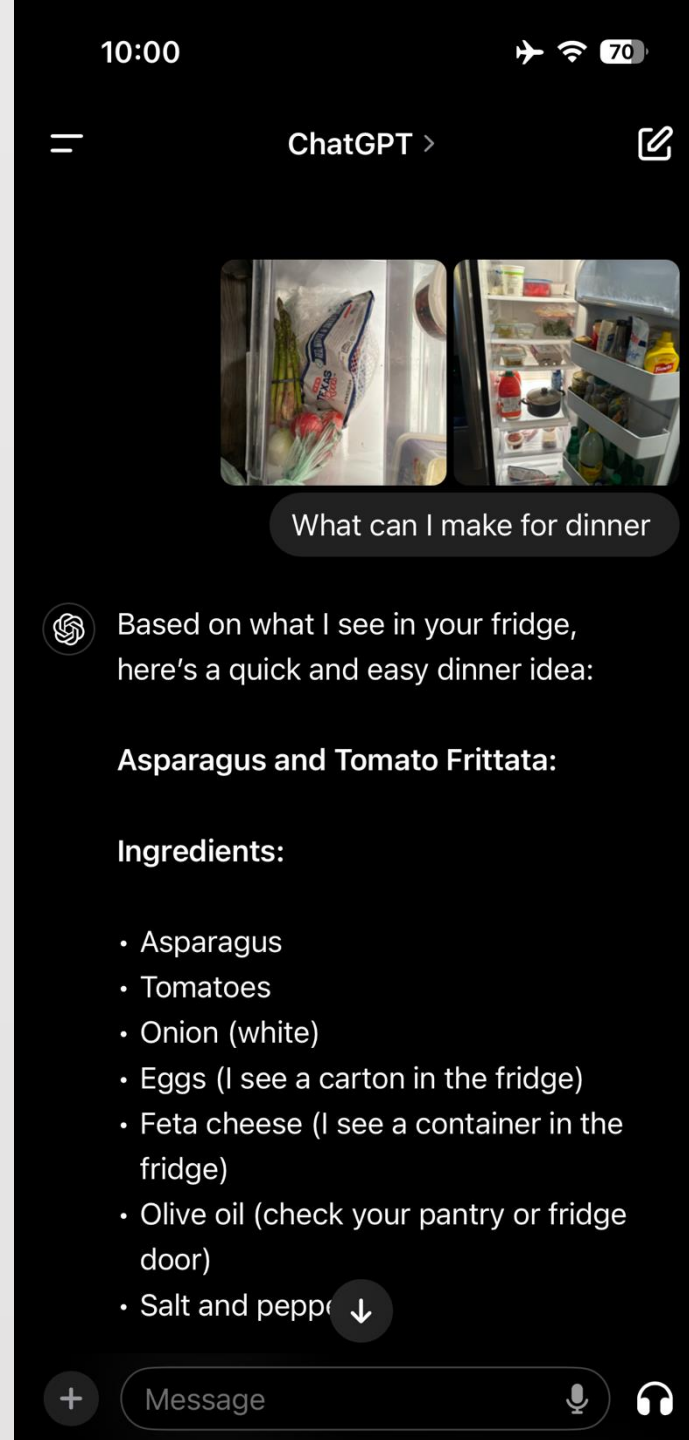 10:00
70
ChatGPT >
TEXAS
What can I make for dinner
Based on what I see in your fridge,
here's a quick and easy dinner idea:
Asparagus and Tomato Frittata:
Ingredients:
• Asparagus
• Tomatoes
• Onion (white)
• Eggs (I see a carton in the fridge)
• Feta cheese (I see a container in the
fridge)
• Olive oil (check your pantry or fridge
door)
• Salt and peppe
Message